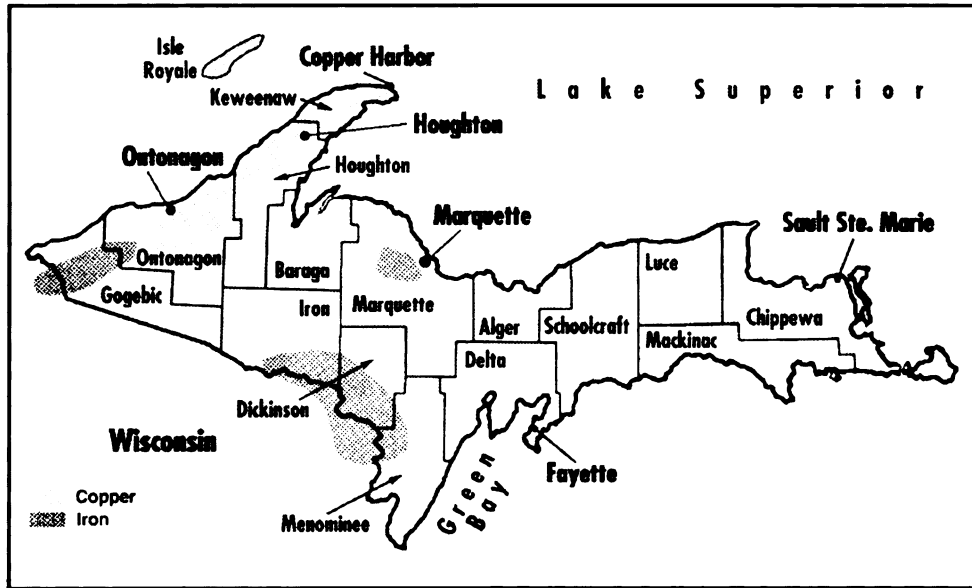 Isle
Royale
Copper Harbor
Keweenaw
Lake Superior
Houghton
Ontonagon
Houghton
Marquette
Sault Ste. Marie
Ontonagon
Baraga
Luce
Gogebic
Iron
Marquette
Alger
Schoolcraft
Chippewa
Mackinac
Delta
Dickinson
Wisconsin
Fayette
Green
Bay
Copper
Iron
Menominee